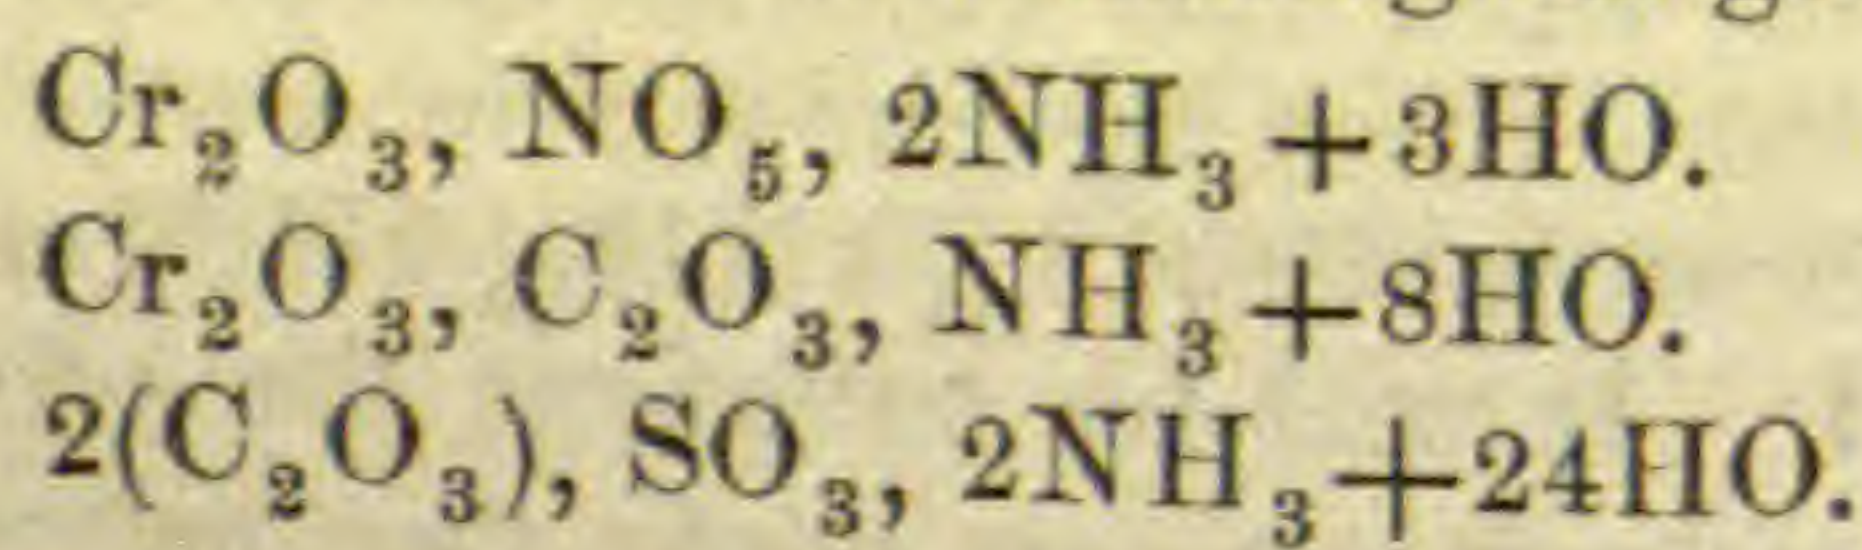 Cr₂O₃, NO₅, 2NH₃+3HO.
Cr₂O₃, C₂O₃, NH₃+8HO.
2(C₂O₃), SO₃, 2NH₃+24HO.